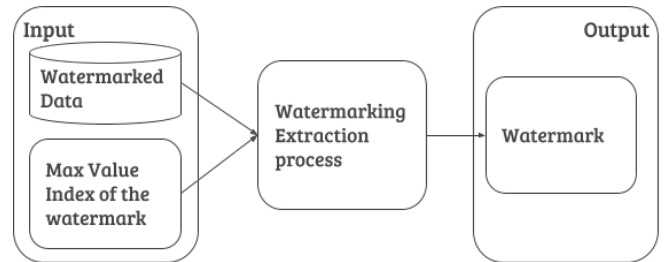 Input
Watermarked
Data
Max Value
Index of the
watermark
Watermarking
Extraction
process
Output
Watermark